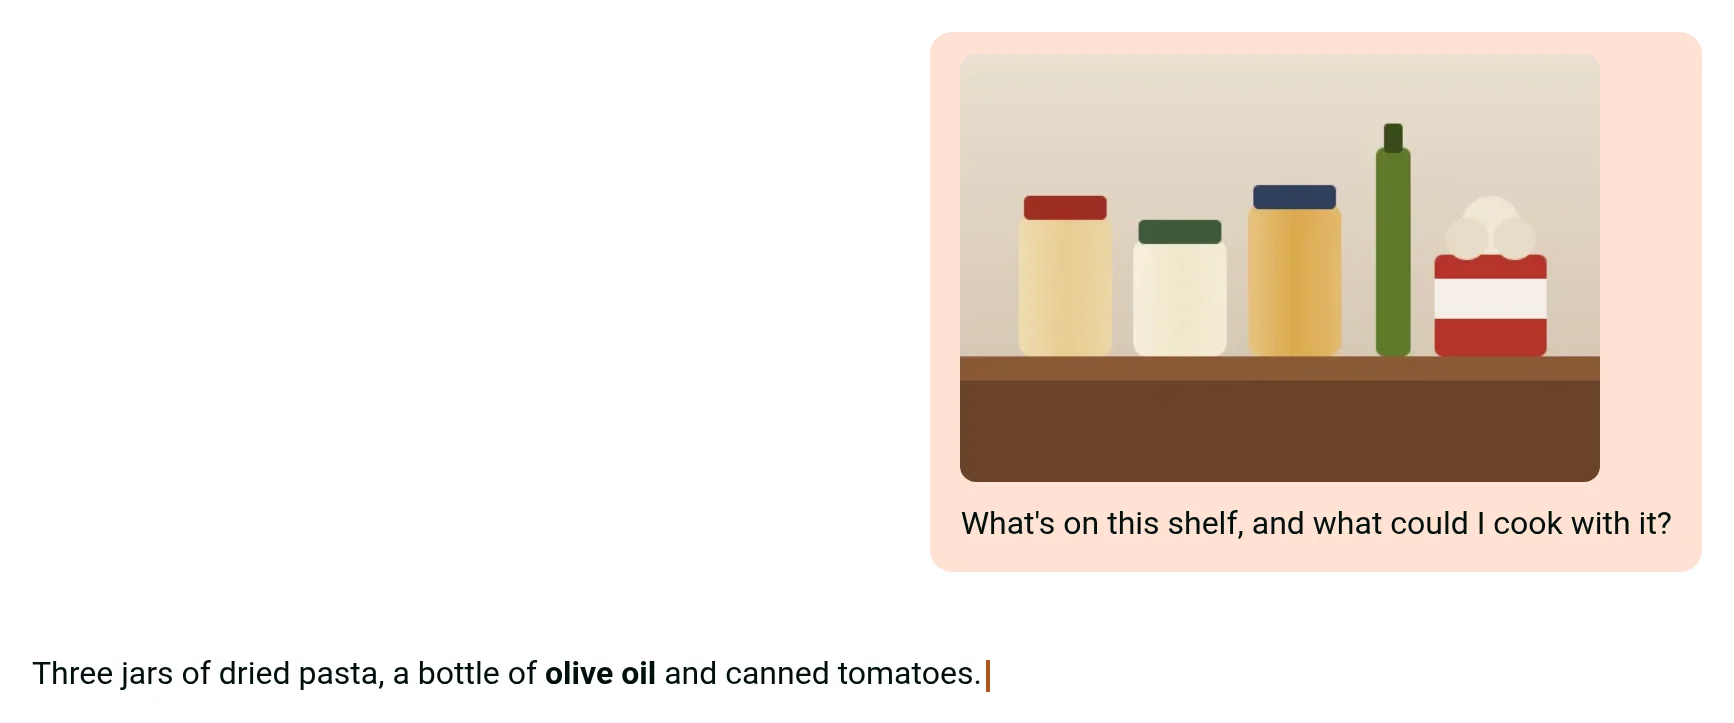 What's on this shelf, and what could I cook with it?
Three jars of dried pasta, a bottle of olive oil and canned tomatoes.